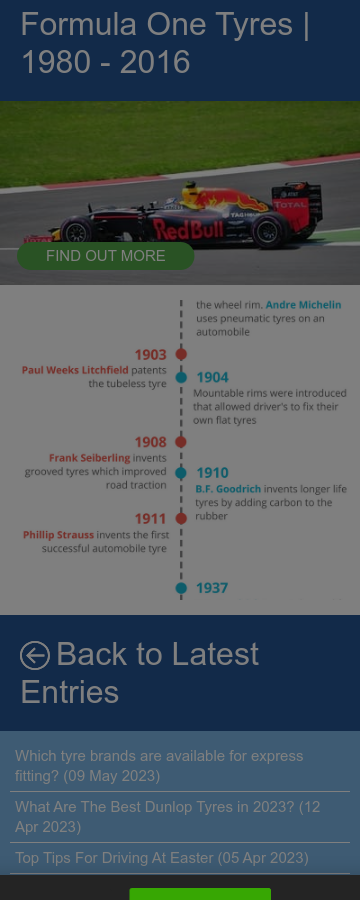 Formula One Tyres |
1980 - 2016
TAGHeuer
Red Bull
AT&T
TOTAL
TOTAL
FIND OUT MORE
the wheel rim. Andre Michelin
uses pneumatic tyres on an
automobile
1903
Paul Weeks Litchfield patents
the tubeless tyre
1904
Mountable rims were introduced
that allowed driver's to fix their
own flat tyres
1908
Frank Seiberling invents
grooved tyres which improved
road traction
1910
B.F. Goodrich invents longer life
tyres by adding carbon to the
rubber
1911
Phillip Strauss invents the first
successful automobile tyre
1937
Back to Latest
Entries
Which tyre brands are available for express
fitting? (09 May 2023)
What Are The Best Dunlop Tyres in 2023? (12
Apr 2023)
Top Tips For Driving At Easter (05 Apr 2023)